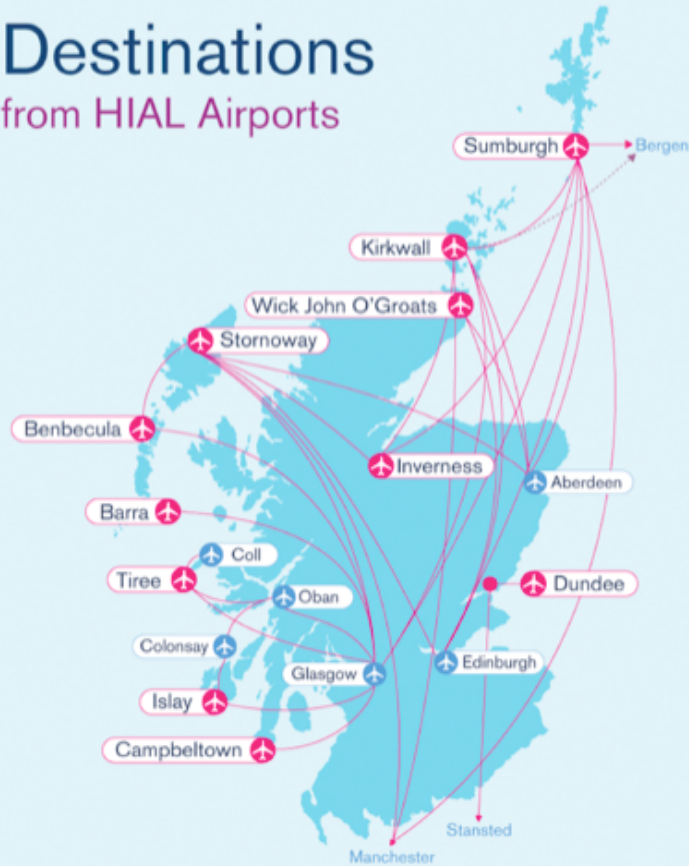 Destinations
from HIAL Airports
Sumburgh
Bergen
Kirkwall
Wick John O'Groats
Stornoway
Benbecula
Inverness
Aberdeen
Barra
Coll
Tiree
Dundee
Oban
Colonsay
Edinburgh
Glasgow
Islay
Campbeltown
Stansted
Manchester